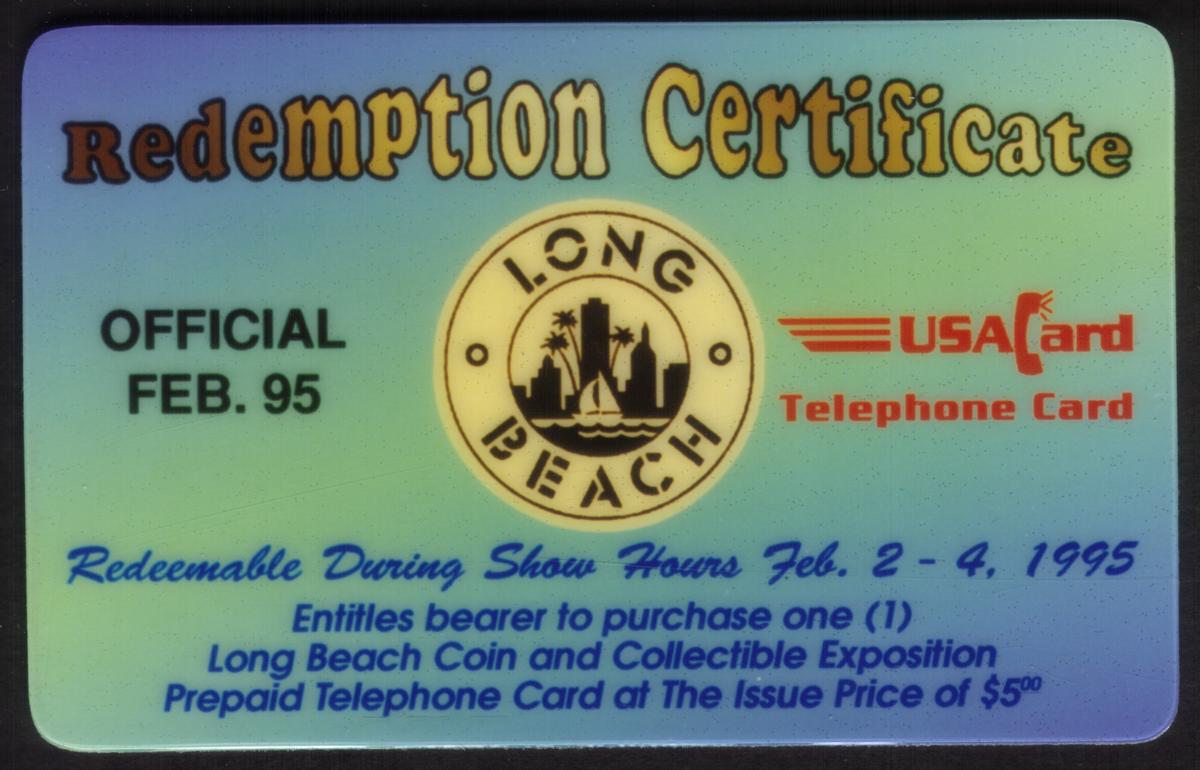 Redemption Certificate
LONG
BEACH
OFFICIAL
FEB. 95
USACard
Telephone Card
Redeemable During Show Hours Feb. 2 - 4, 1995
Entitles bearer to purchase one (1)
Long Beach Coin and Collectible Exposition
Prepaid Telephone Card at The Issue Price of $5⁰⁰